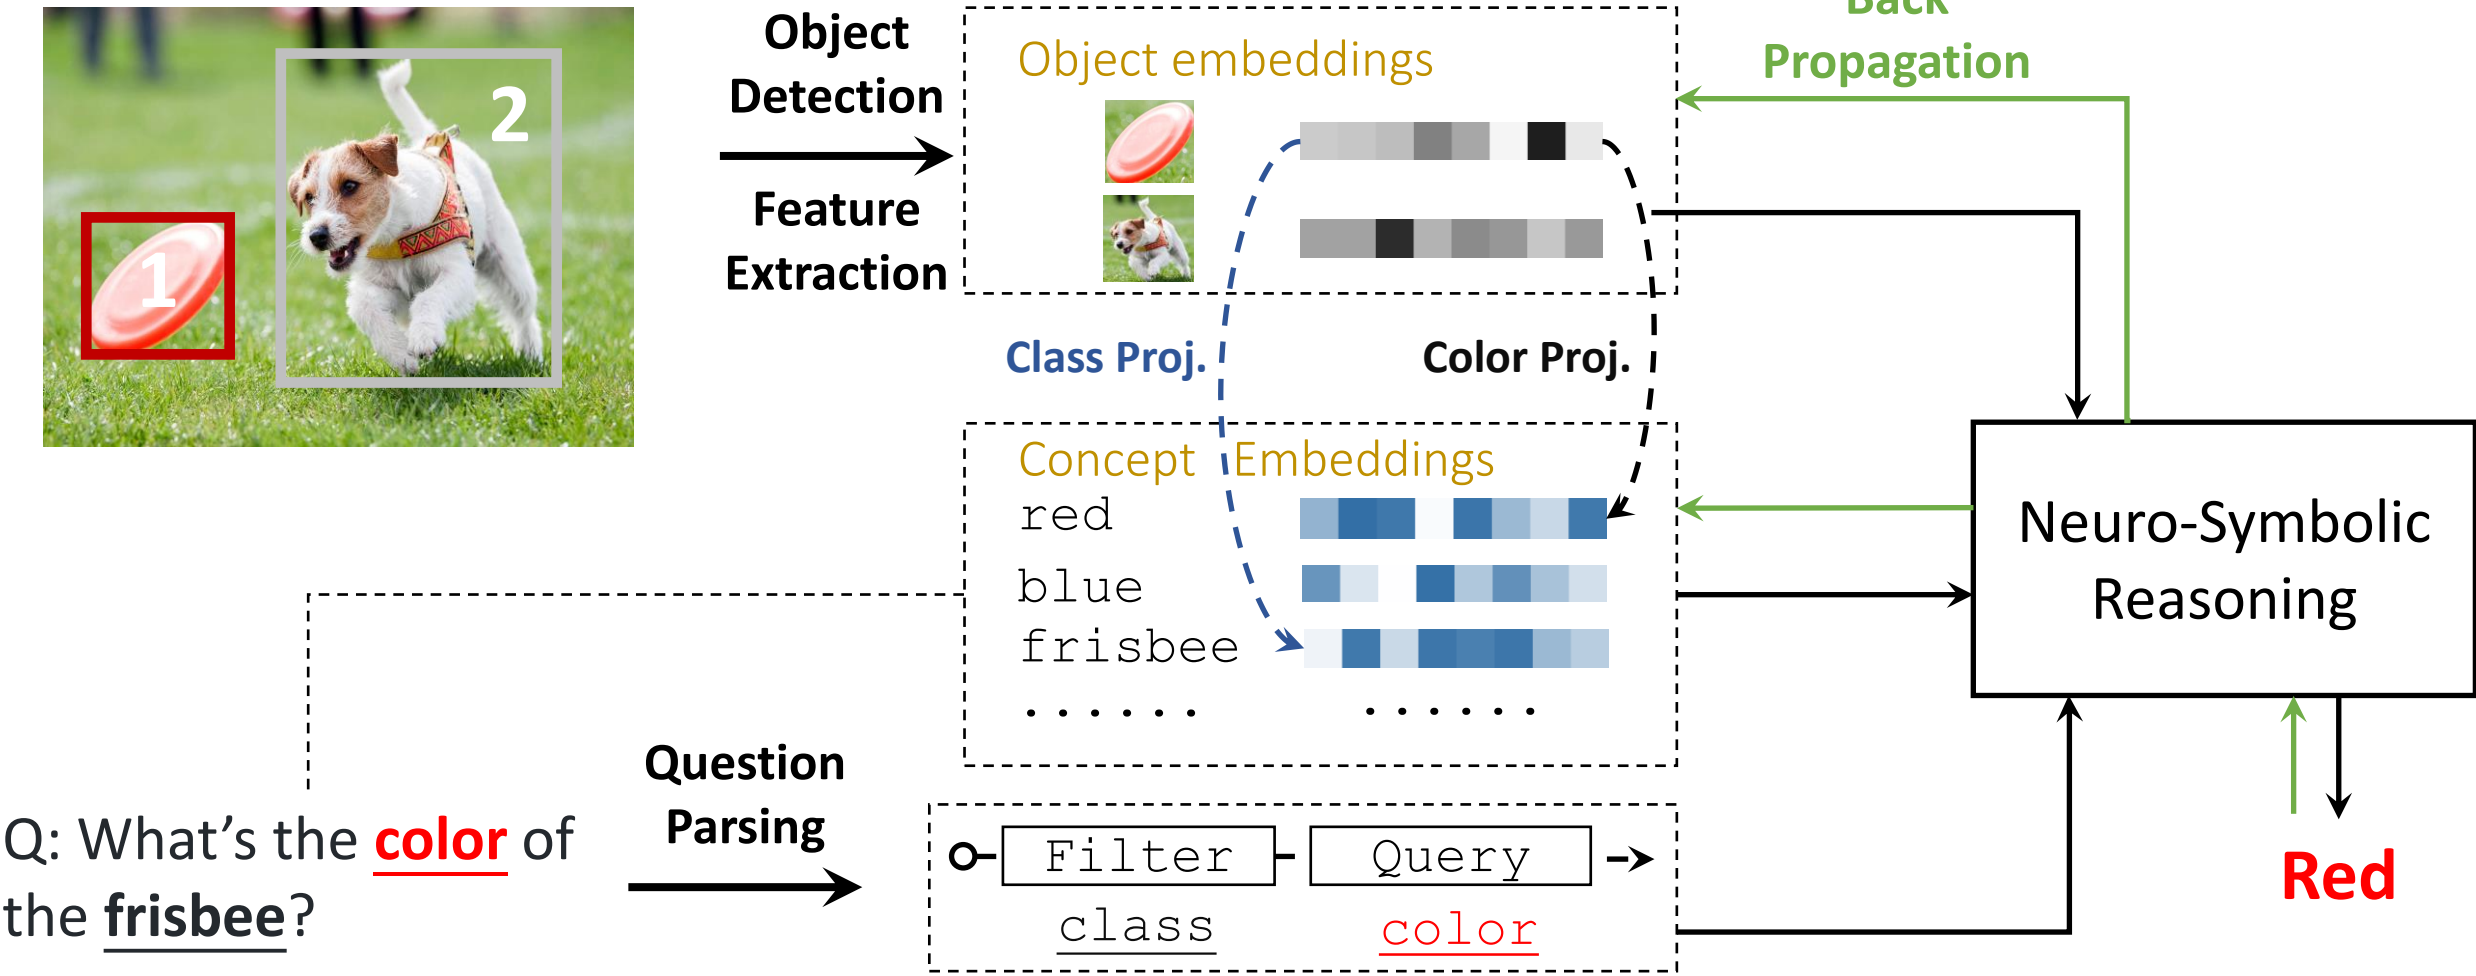 1
2
Object
Detection
Feature
Extraction
Object embeddings
Back
Propagation
Class Proj.
Color Proj.
Concept Embeddings
red
blue
frisbee
......
......
Neuro-Symbolic
Reasoning
Q: What's the color of
the frisbee?
Question
Parsing
Filter
Query
class
color
Red